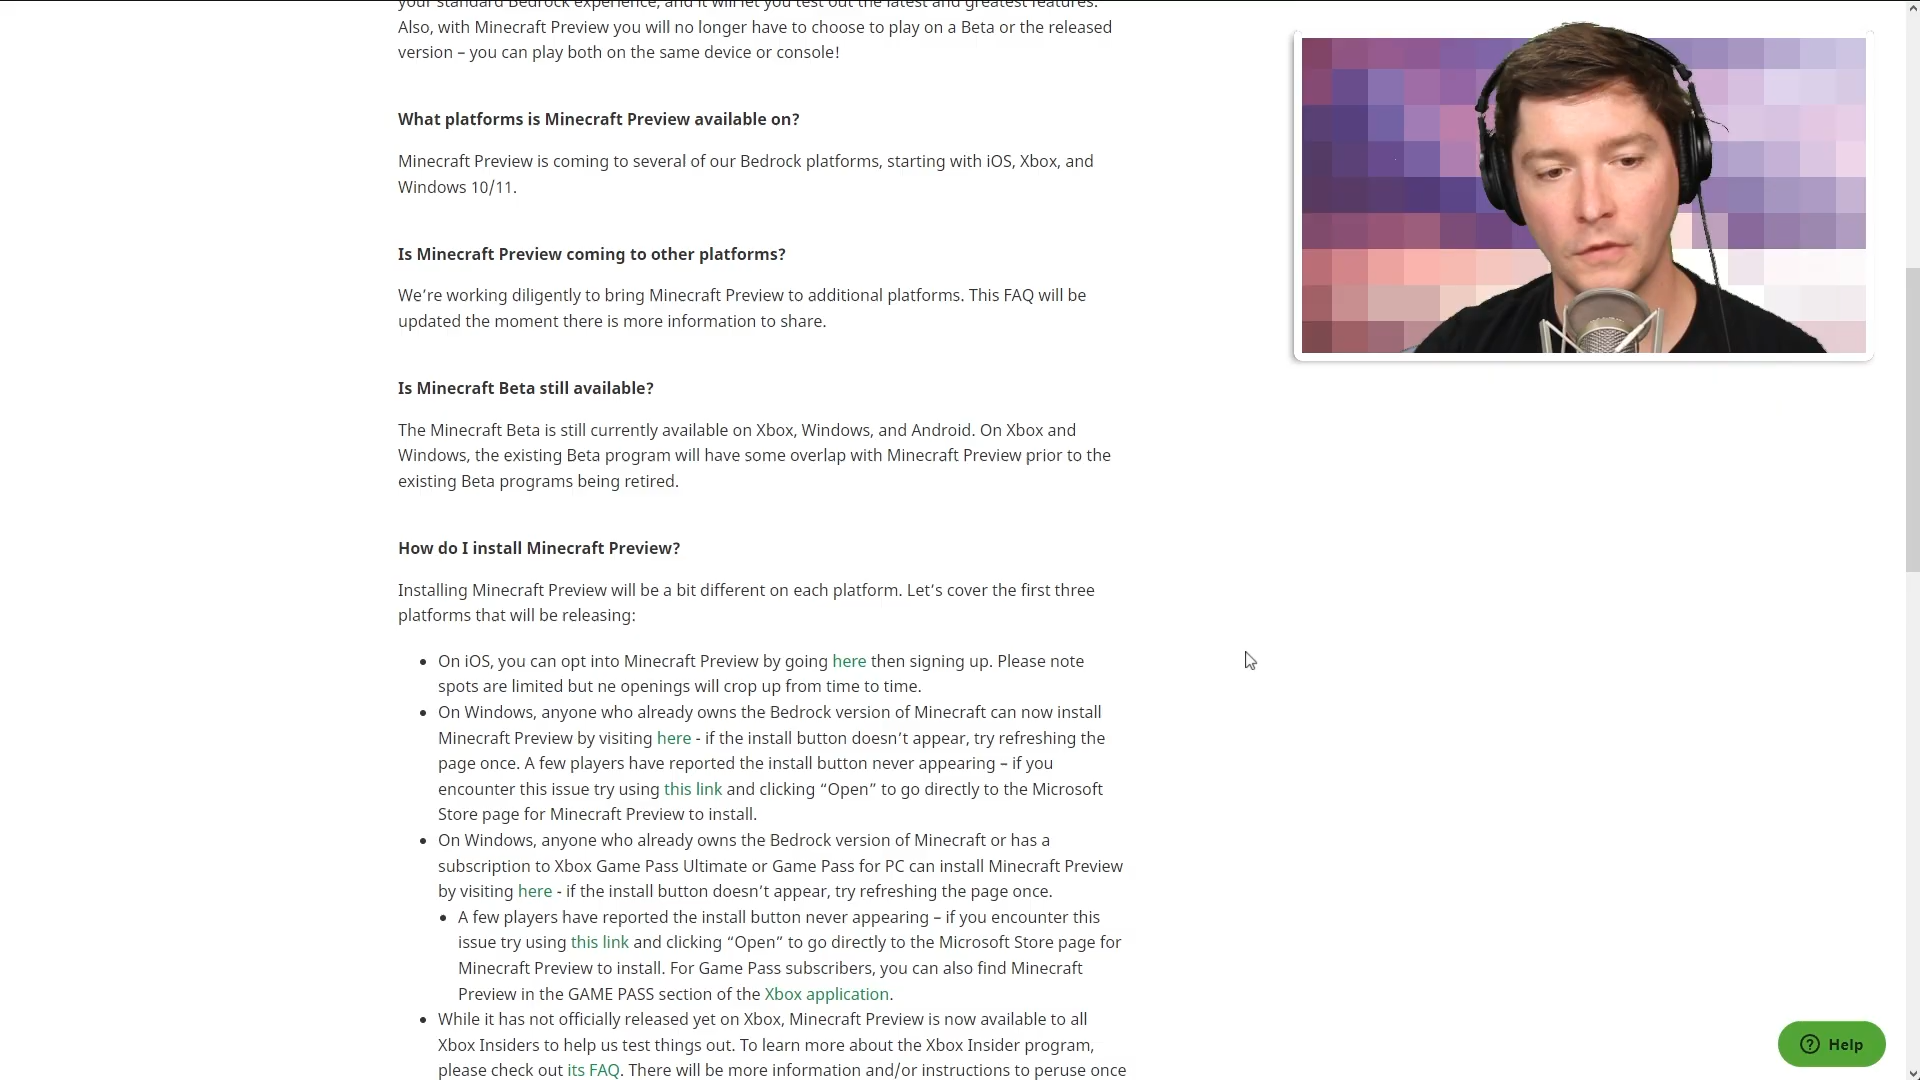 your standard Bedrock experience, and it will let you test out the latest and greatest features.
Also, with Minecraft Preview you will no longer have to choose to play on a Beta or the released
version – you can play both on the same device or console!
What platforms is Minecraft Preview available on?
Minecraft Preview is coming to several of our Bedrock platforms, starting with iOS, Xbox, and
Windows 10/11.
Is Minecraft Preview coming to other platforms?
We’re working diligently to bring Minecraft Preview to additional platforms. This FAQ will be
updated the moment there is more information to share.
Is Minecraft Beta still available?
The Minecraft Beta is still currently available on Xbox, Windows, and Android. On Xbox and
Windows, the existing Beta program will have some overlap with Minecraft Preview prior to the
existing Beta programs being retired.
How do I install Minecraft Preview?
Installing Minecraft Preview will be a bit different on each platform. Let’s cover the first three
platforms that will be releasing:
• On iOS, you can opt into Minecraft Preview by going here then signing up. Please note
spots are limited but ne openings will crop up from time to time.
• On Windows, anyone who already owns the Bedrock version of Minecraft can now install
Minecraft Preview by visiting here - if the install button doesn’t appear, try refreshing the
page once. A few players have reported the install button never appearing – if you
encounter this issue try using this link and clicking “Open” to go directly to the Microsoft
Store page for Minecraft Preview to install.
• On Windows, anyone who already owns the Bedrock version of Minecraft or has a
subscription to Xbox Game Pass Ultimate or Game Pass for PC can install Minecraft Preview
by visiting here - if the install button doesn’t appear, try refreshing the page once.
• A few players have reported the install button never appearing – if you encounter this
issue try using this link and clicking “Open” to go directly to the Microsoft Store page for
Minecraft Preview to install. For Game Pass subscribers, you can also find Minecraft
Preview in the GAME PASS section of the Xbox application.
• While it has not officially released yet on Xbox, Minecraft Preview is now available to all
Xbox Insiders to help us test things out. To learn more about the Xbox Insider program,
please check out its FAQ. There will be more information and/or instructions to peruse once
Help